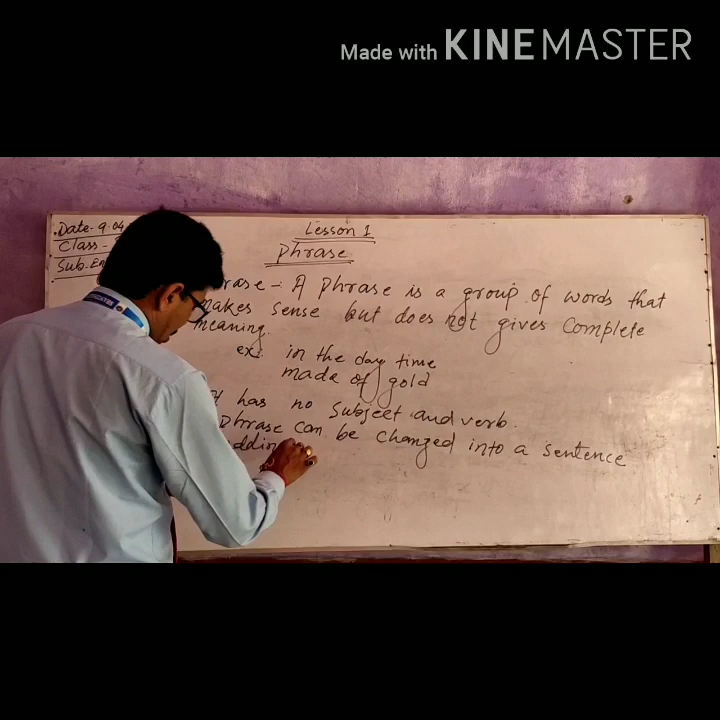 Made with KINEMASTER
Date- 9.04
Class-
Sub. En
Lesson 1
Phrase
rase - A phrase is a group of words that
makes sense but does not gives complete
meaning.
ex: in the day time
made of gold
It has no subject and verb.
Phrase can be changed into a sentence
addin